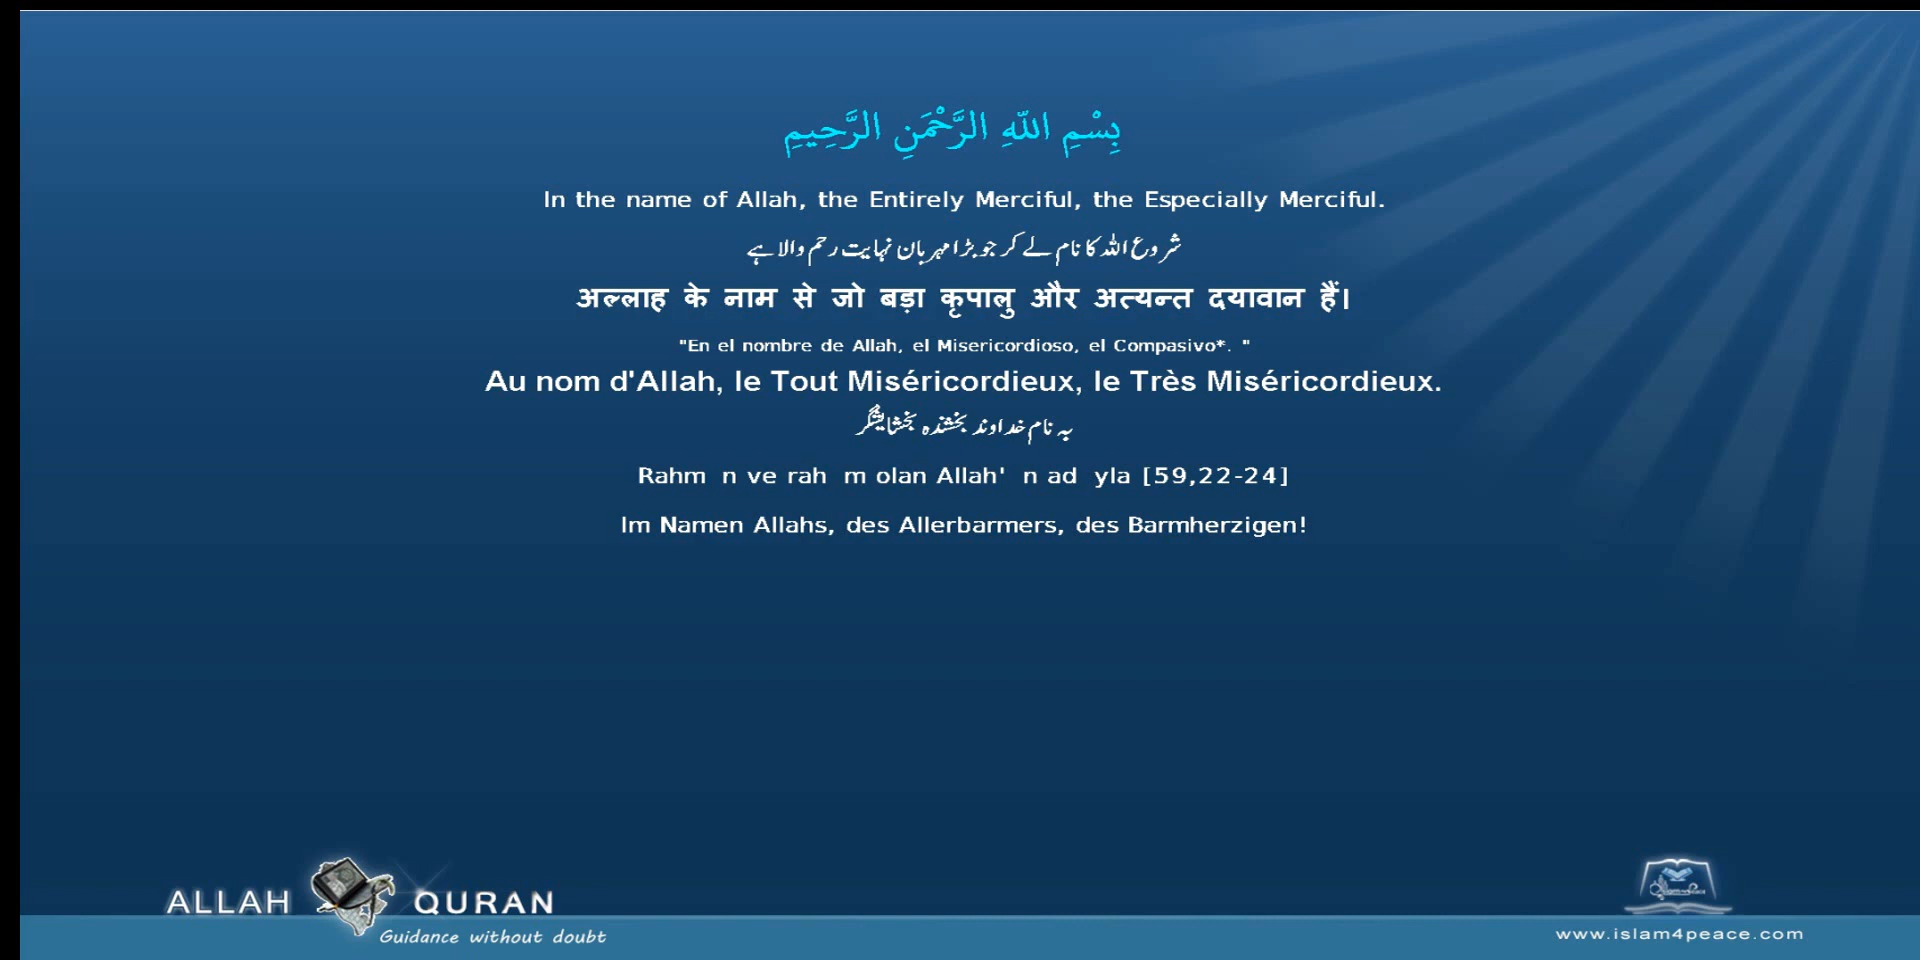 بِسْمِ اللّٰهِ الرَّحْمَنِ الرَّحِيمِ
In the name of Allah, the Entirely Merciful, the Especially Merciful.
شروع الله کا نام لے کر جو بڑا مہربان نہایت رحم والا ہے
अल्लाह के नाम से जो बड़ा कृपालु और अत्यन्त दयावान हैं।
"En el nombre de Allah, el Misericordioso, el Compasivo*. "
Au nom d'Allah, le Tout Miséricordieux, le Très Miséricordieux.
به نام خداوند بخشنده بخشایشگر
Rahm n ve rah m olan Allah' n ad yla [59,22-24]
Im Namen Allahs, des Allerbarmers, des Barmherzigen!
ALLAH QURAN
Guidance without doubt
www.islam4peace.com